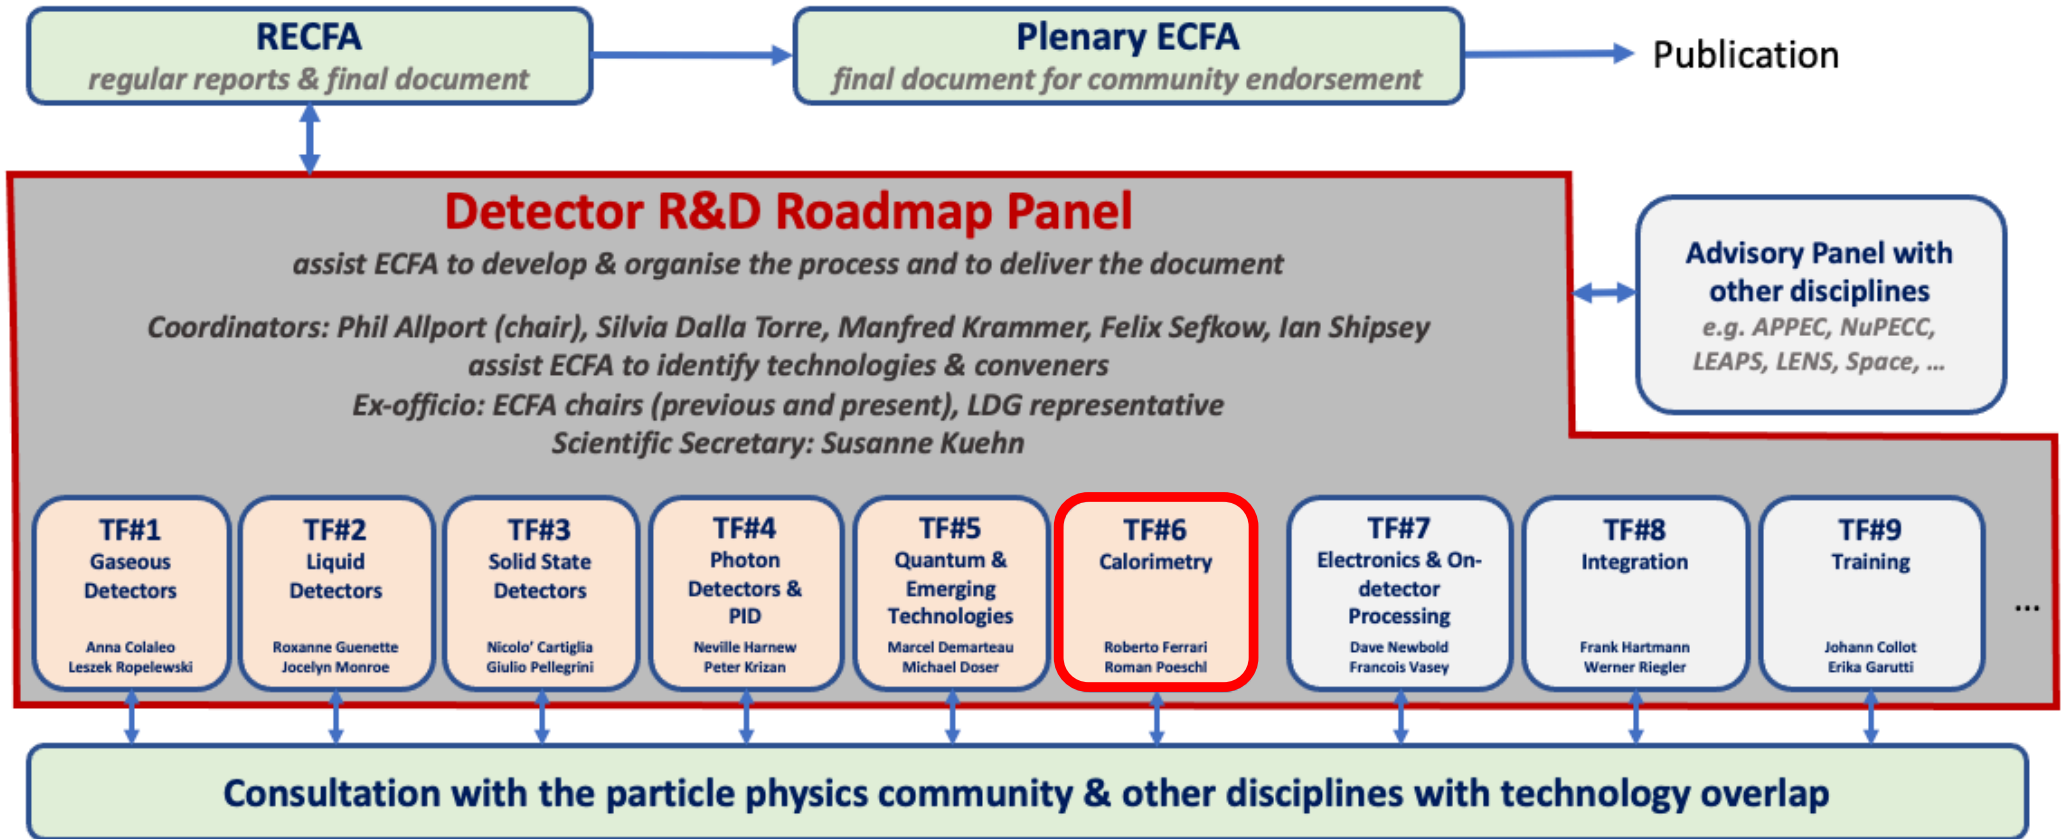 RECFA
regular reports & final document
Plenary ECFA
final document for community endorsement
Publication
Detector R&D Roadmap Panel
assist ECFA to develop & organise the process and to deliver the document
Coordinators: Phil Allport (chair), Silvia Dalla Torre, Manfred Krammer, Felix Sefkow, Ian Shipsey
assist ECFA to identify technologies & conveners
Ex-officio: ECFA chairs (previous and present), LDG representative
Scientific Secretary: Susanne Kuehn
Advisory Panel with
other disciplines
e.g. APPEC, NuPECC,
LEAPS, LENS, Space, ...
TF#1
Gaseous
Detectors
Anna Colaleo
Leszek Ropelewski
TF#2
Liquid
Detectors
Roxanne Guenette
Jocelyn Monroe
TF#3
Solid State
Detectors
Nicolo' Cartiglia
Giulio Pellegrini
TF#4
Photon
Detectors &
PID
Neville Harnew
Peter Krizan
TF#5
Quantum &
Emerging
Technologies
Marcel Demarteau
Michael Doser
TF#6
Calorimetry
Roberto Ferrari
Roman Poeschl
TF#7
Electronics & On-
detector
Processing
Dave Newbold
Francois Vasey
TF#8
Integration
Frank Hartmann
Werner Riegler
TF#9
Training
Johann Collot
Erika Garutti
...
Consultation with the particle physics community & other disciplines with technology overlap